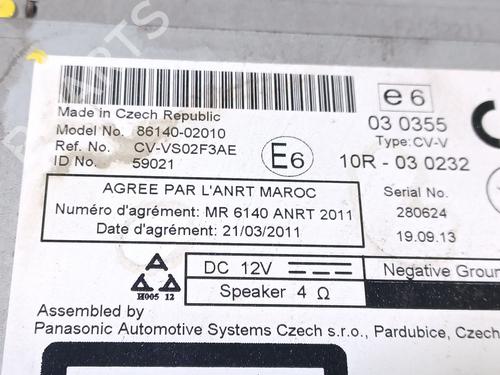 Made in Czech Republic
Model No. 86140-02010
Ref. No. CV-VS02F3AE
ID No. 59021
E6
e6
03 0355
Type: CV-V
10R - 03 0232
AGREE PAR L'ANRT MAROC
Numéro d'agrément: MR 6140 ANRT 2011
Date d'agrément: 21/03/2011
Serial No.
280624
19.09.13
H005 12
DC 12V
Negative Groun
Speaker 4 Ω
Assembled by
Panasonic Automotive Systems Czech s.r.o., Pardubice, Czech